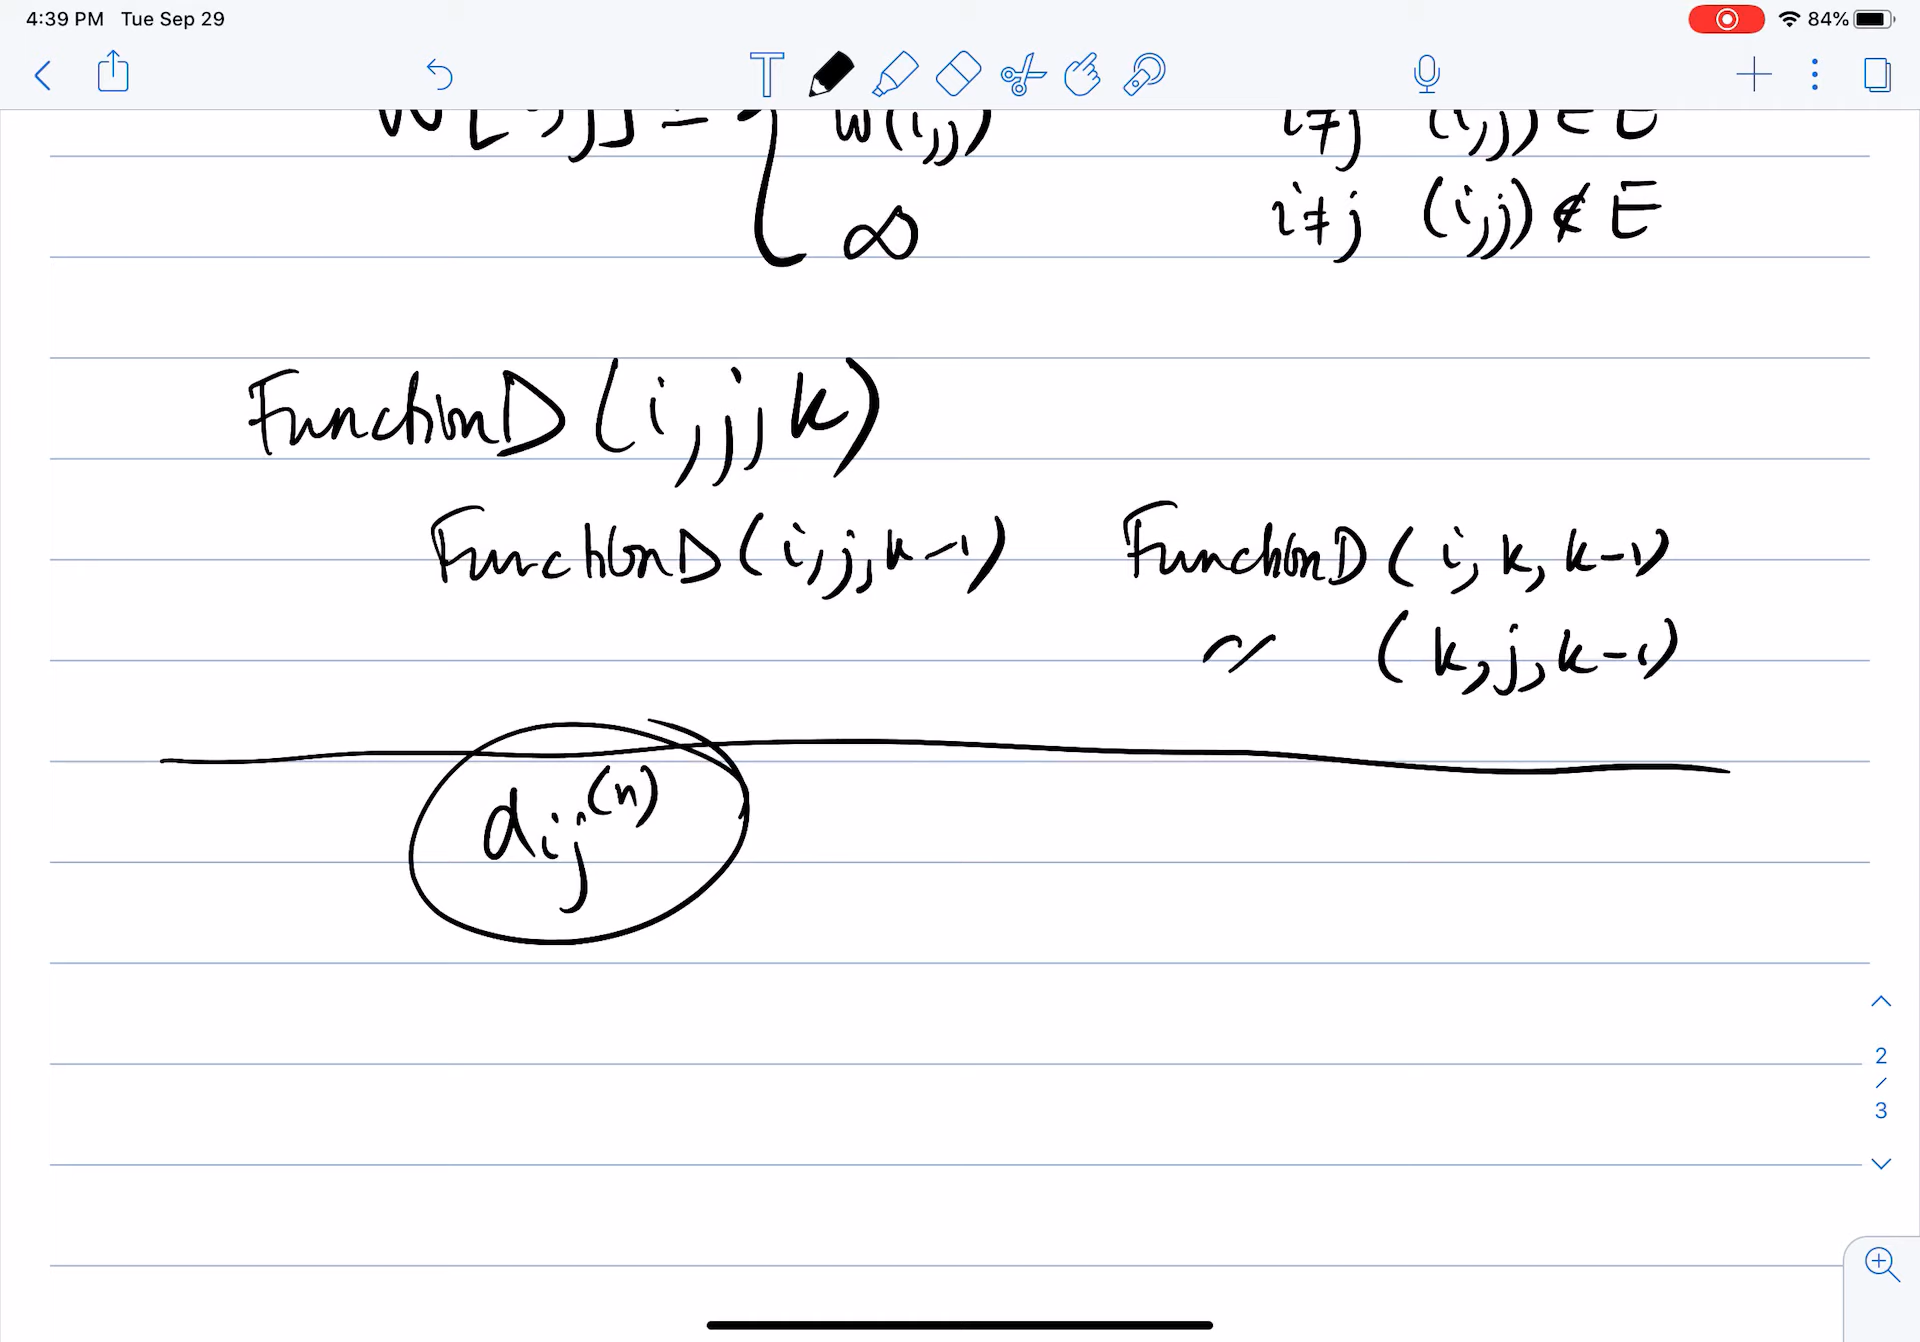 4:39 PM Tue Sep 29
84%
W[i,j] = { w(i,j) i≠j (i,j) ∈ E
∞ i≠j (i,j) ∉ E
FunctionD(i,j,k)
FunctionD(i,j,k-1) FunctionD(i,k,k-1)
〃 (k,j,k-1)
dij(n)
2
/
3